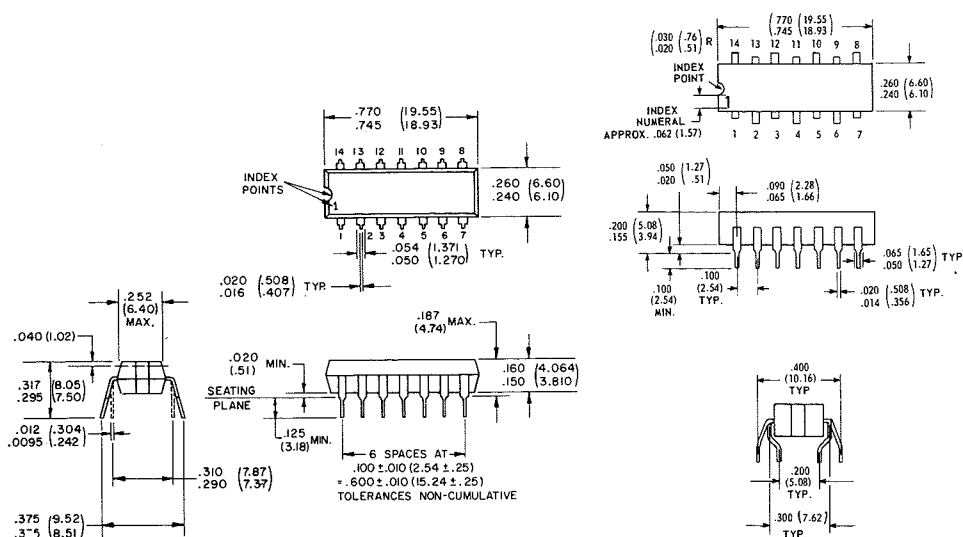 .770 (19.55
.745 (18.93)
14 13 12 11 10 9 8
INDEX
POINTS
1
.260 (6.60
.240 (6.10)
1 2 3 4 5 6 7
.054 (1.371
.050 (1.270) TYP.
.020 (.508
.016 (.407) TYP.
.252
(6.40)
MAX.
.040 (1.02)
.317 (8.05
.295 (7.50)
.012 (.304
.0095 (.242)
.310 (7.87
.290 (7.37)
.375 (9.52
(8.51)
.187
(4.74) MAX.
.020
(.51) MIN.
.160 (4.064
.150 (3.810)
SEATING
PLANE
.125
(3.18) MIN.
6 SPACES AT
.100 ±.010 (2.54 ±.25)
= .600 ±.010 (15.24 ±.25)
TOLERANCES NON-CUMULATIVE
(.770 (19.55
.745 (18.93)
(.030 (.76
.020 (.51) R
14 13 12 11 10 9 8
INDEX
POINT
.260 (6.60
.240 (6.10)
INDEX
NUMERAL
APPROX. .062 (1.57)
1
1 2 3 4 5 6 7
.050 (1.27
.020 (.51)
.090 (2.28
.065 (1.66)
.200 (5.08
.155 (3.94)
.065 (1.65
.050 (1.27) TYP
.100
(2.54)
TYP.
.100
(2.54)
MIN.
.020 (.508
.014 (.356) TYP.
.400
(10.16)
TYP
.200
(5.08)
TYP.
.300 (7.62)
TYP